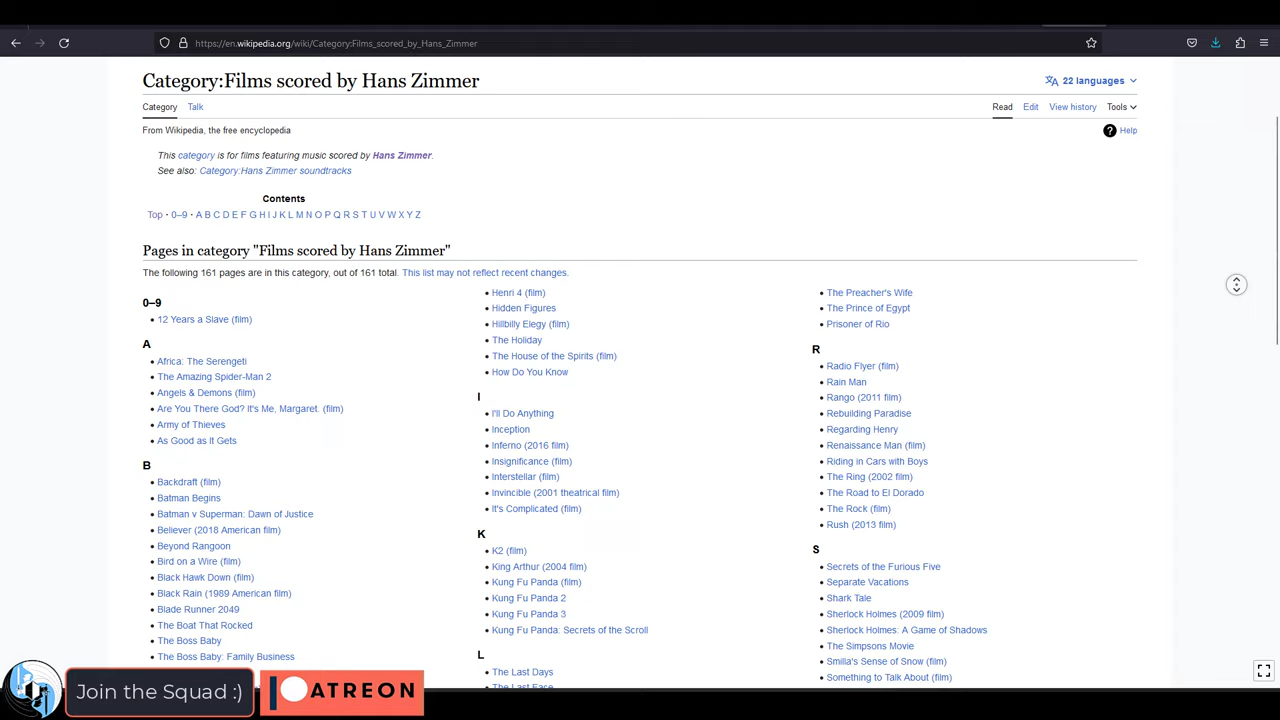 https://en.wikipedia.org/wiki/Category:Films_scored_by_Hans_Zimmer
Category:Films scored by Hans Zimmer
22 languages
Category Talk
Read Edit View history Tools
From Wikipedia, the free encyclopedia
Help
This category is for films featuring music scored by Hans Zimmer.
See also: Category:Hans Zimmer soundtracks
Contents
Top · 0–9 · A B C D E F G H I J K L M N O P Q R S T U V W X Y Z
Pages in category "Films scored by Hans Zimmer"
The following 161 pages are in this category, out of 161 total. This list may not reflect recent changes.
0–9
12 Years a Slave (film)
A
Africa: The Serengeti
The Amazing Spider-Man 2
Angels & Demons (film)
Are You There God? It's Me, Margaret. (film)
Army of Thieves
As Good as It Gets
B
Backdraft (film)
Batman Begins
Batman v Superman: Dawn of Justice
Believer (2018 American film)
Beyond Rangoon
Bird on a Wire (film)
Black Hawk Down (film)
Black Rain (1989 American film)
Blade Runner 2049
The Boat That Rocked
The Boss Baby
The Boss Baby: Family Business
Henri 4 (film)
Hidden Figures
Hillbilly Elegy (film)
The Holiday
The House of the Spirits (film)
How Do You Know
I
I'll Do Anything
Inception
Inferno (2016 film)
Insignificance (film)
Interstellar (film)
Invincible (2001 theatrical film)
It's Complicated (film)
K
K2 (film)
King Arthur (2004 film)
Kung Fu Panda (film)
Kung Fu Panda 2
Kung Fu Panda 3
Kung Fu Panda: Secrets of the Scroll
L
The Last Days
The Last Face
The Preacher's Wife
The Prince of Egypt
Prisoner of Rio
R
Radio Flyer (film)
Rain Man
Rango (2011 film)
Rebuilding Paradise
Regarding Henry
Renaissance Man (film)
Riding in Cars with Boys
The Ring (2002 film)
The Road to El Dorado
The Rock (film)
Rush (2013 film)
S
Secrets of the Furious Five
Separate Vacations
Shark Tale
Sherlock Holmes (2009 film)
Sherlock Holmes: A Game of Shadows
The Simpsons Movie
Smilla's Sense of Snow (film)
Something to Talk About (film)
Join the Squad :)
PATREON